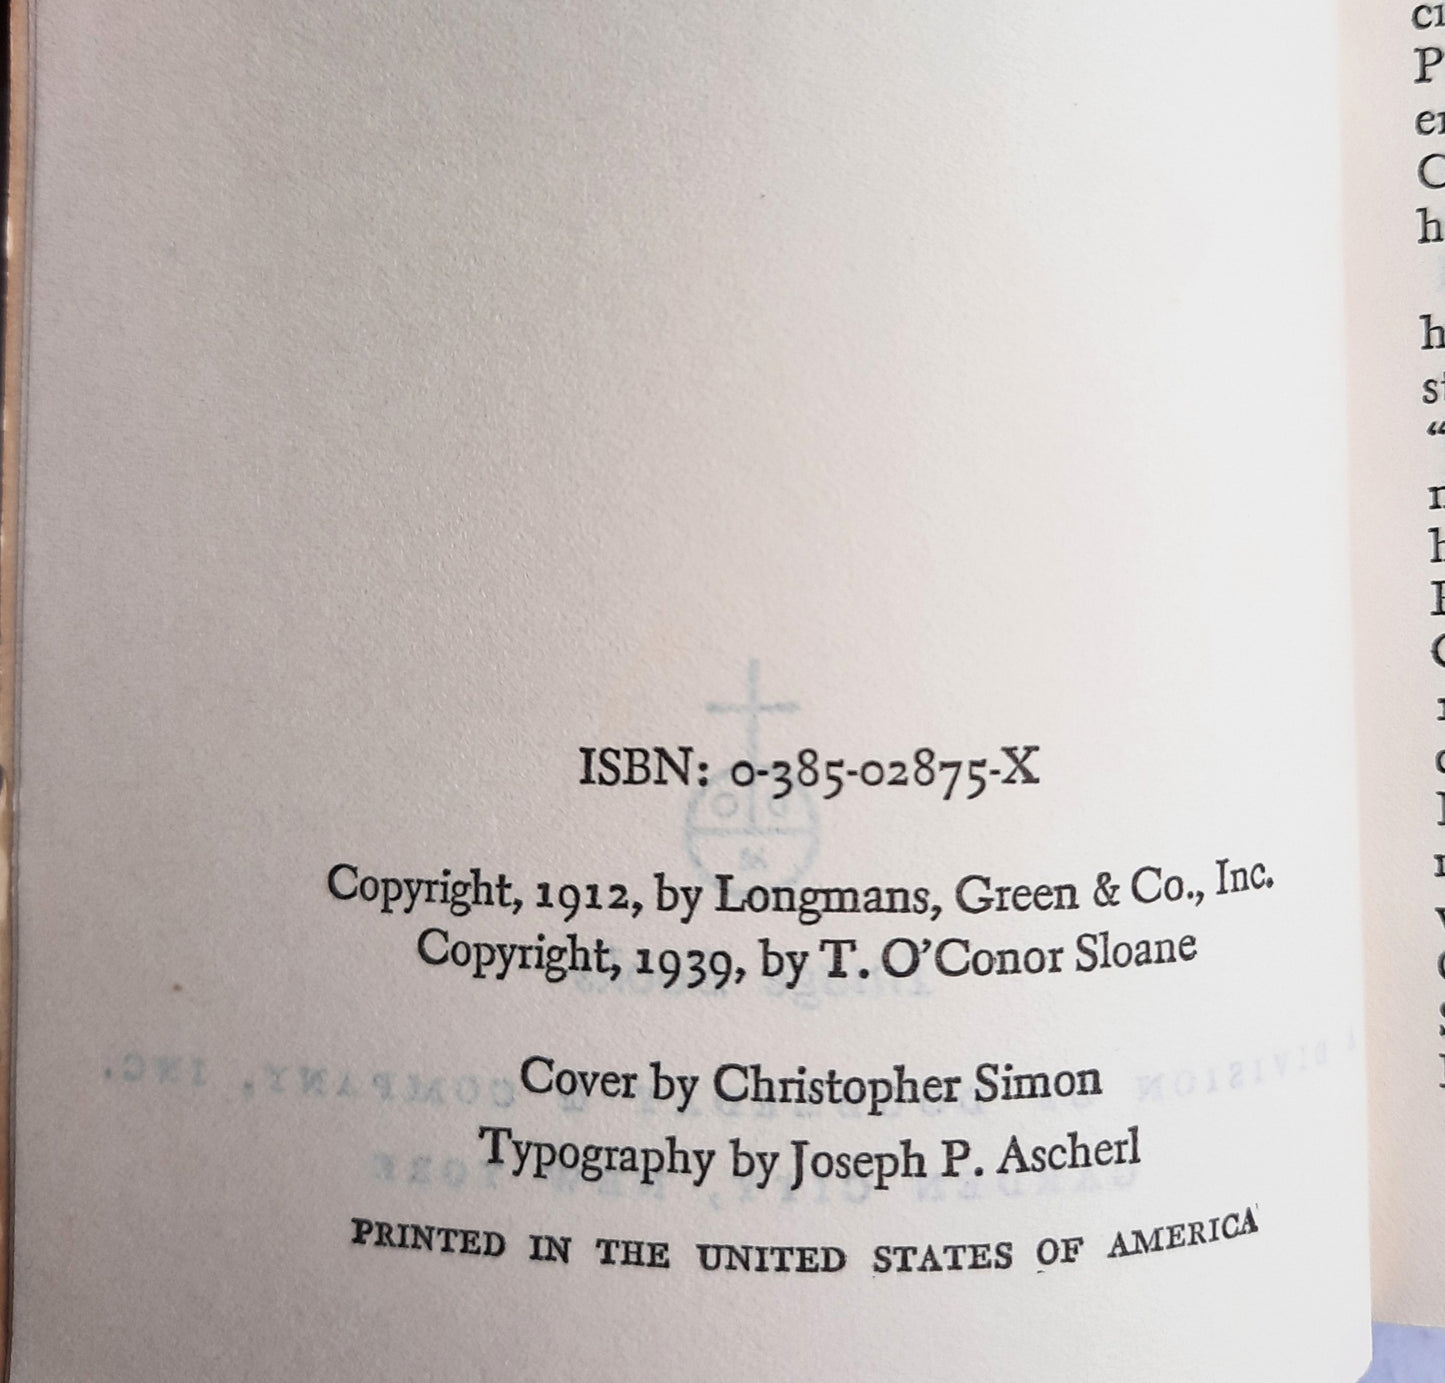 ISBN: 0-385-02875-X
Copyright, 1912, by Longmans, Green & Co., Inc.
Copyright, 1939, by T. O'Conor Sloane
Cover by Christopher Simon
Typography by Joseph P. Ascherl
PRINTED IN THE UNITED STATES OF AMERICA